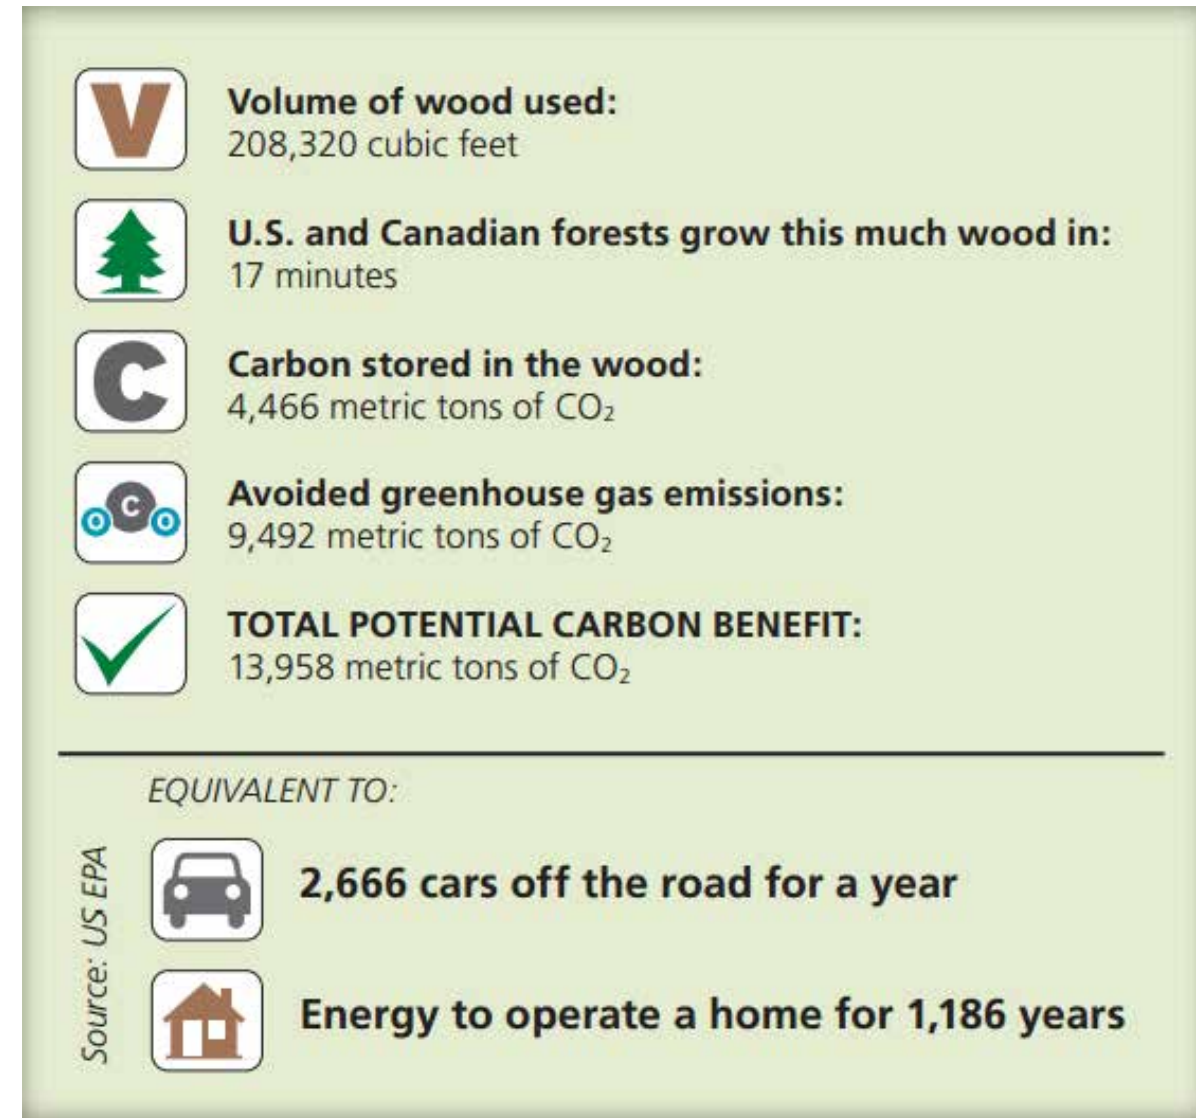 V
Volume of wood used:
208,320 cubic feet
U.S. and Canadian forests grow this much wood in:
17 minutes
C
Carbon stored in the wood:
4,466 metric tons of CO₂
O C O
Avoided greenhouse gas emissions:
9,492 metric tons of CO₂
TOTAL POTENTIAL CARBON BENEFIT:
13,958 metric tons of CO₂
EQUIVALENT TO:
Source: US EPA
2,666 cars off the road for a year
Energy to operate a home for 1,186 years